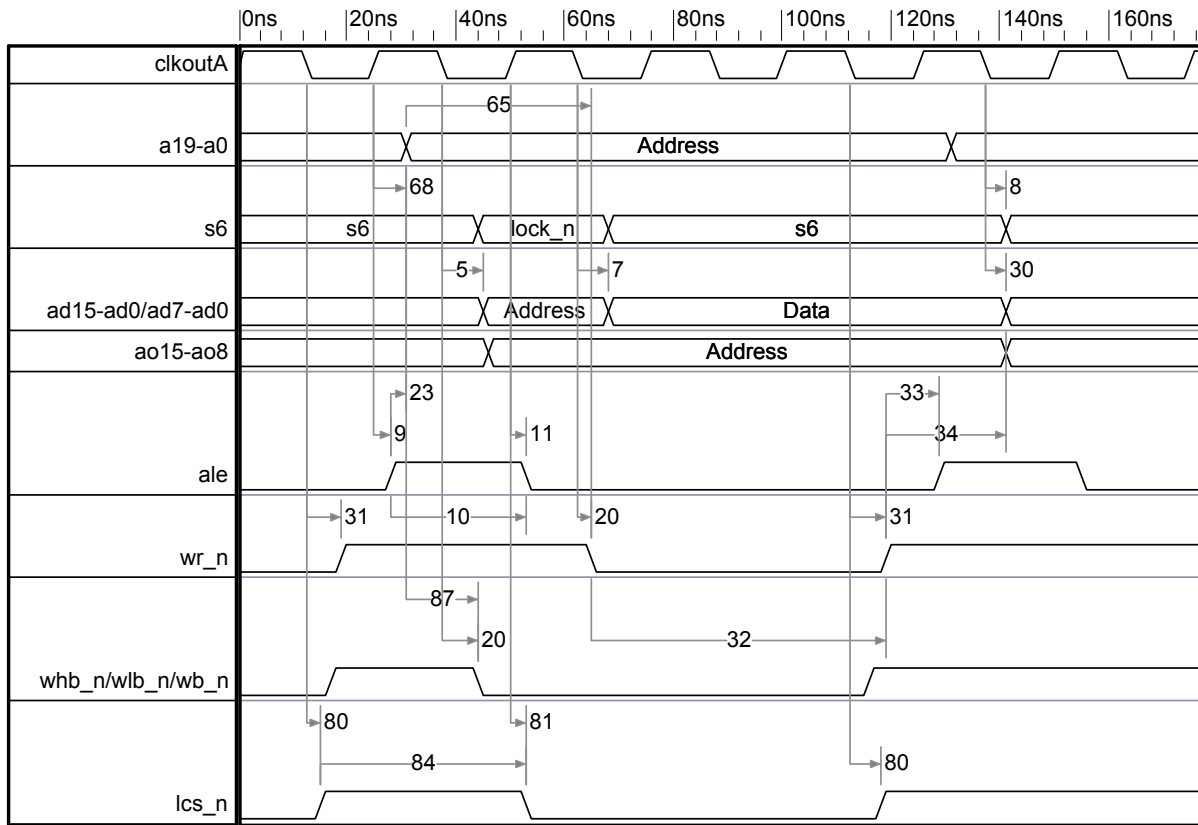 0ns 20ns 40ns 60ns 80ns 100ns 120ns 140ns 160ns
clkoutA
65
a19-a0 Address
68 8
s6 s6 lock_n s6
5 7 30
ad15-ad0/ad7-ad0 Address Data
ao15-ao8 Address
23 33
9 11 34
ale
31 10 20 31
wr_n
87
20 32
whb_n/wlb_n/wb_n
80 81
84 80
lcs_n